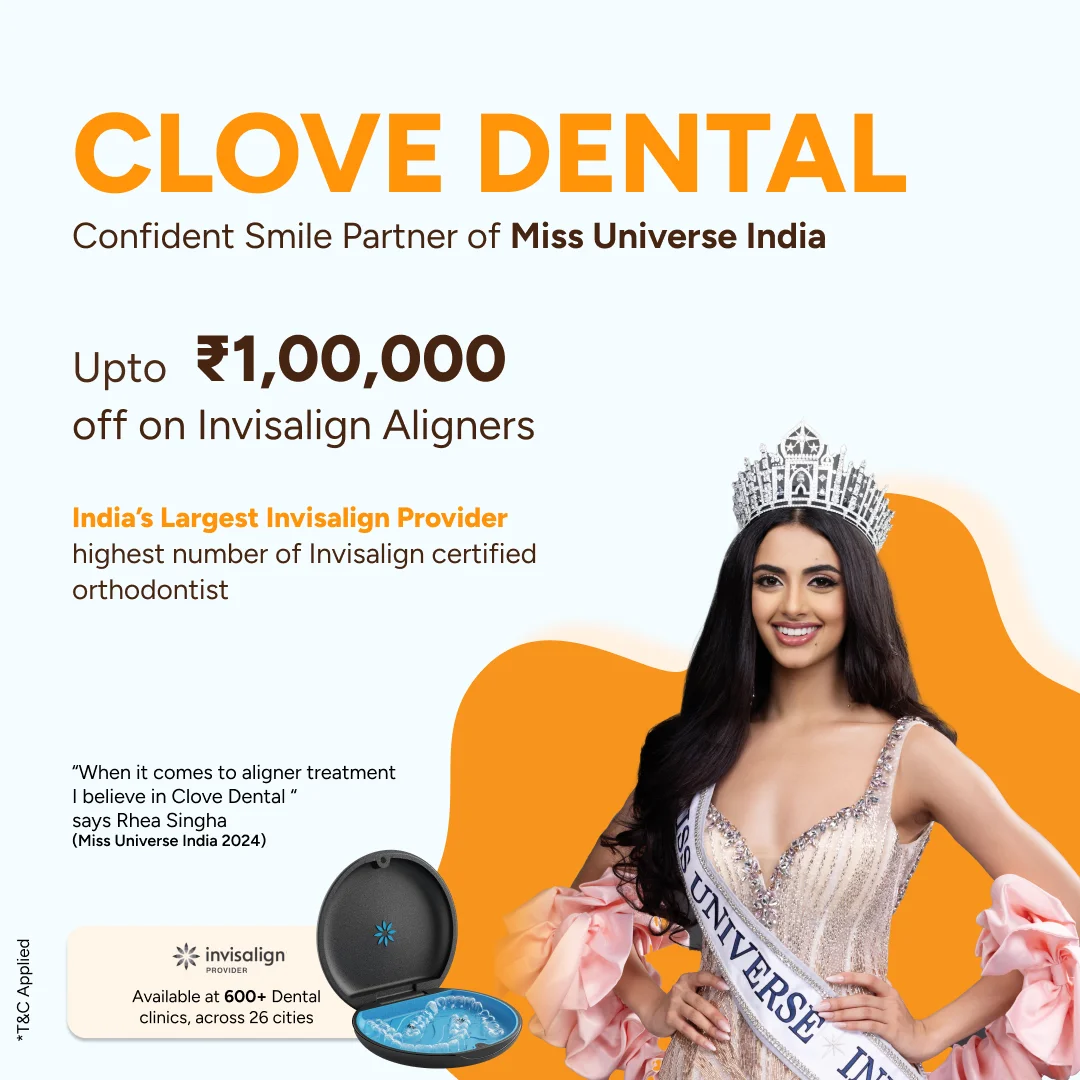 CLOVE DENTAL
Confident Smile Partner of Miss Universe India
Upto ₹1,00,000
off on Invisalign Aligners
India’s Largest Invisalign Provider
highest number of Invisalign certified
orthodontist
“When it comes to aligner treatment
I believe in Clove Dental “
says Rhea Singha
(Miss Universe India 2024)
invisalign
PROVIDER
Available at 600+ Dental
clinics, across 26 cities
*T&C Applied
UNIVERSE